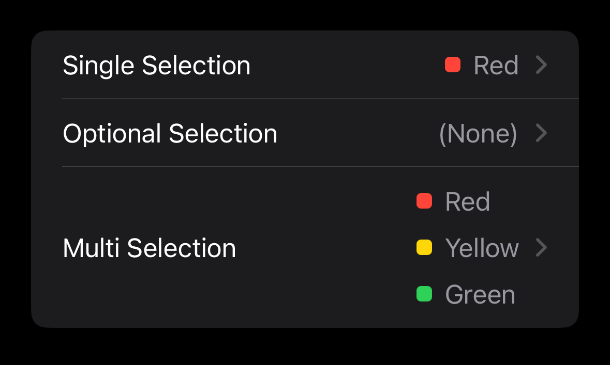 Single Selection Red
Optional Selection (None)
Red
Multi Selection Yellow
Green